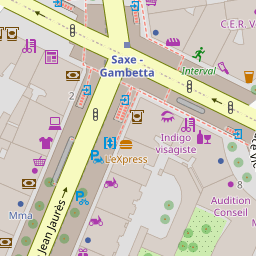 C.E.R. V
Saxe -
Gambetta
Interval
2
Indigo
visagiste
L'eXpress
8
Audition
Conseil
Mma
Jean Jaurès